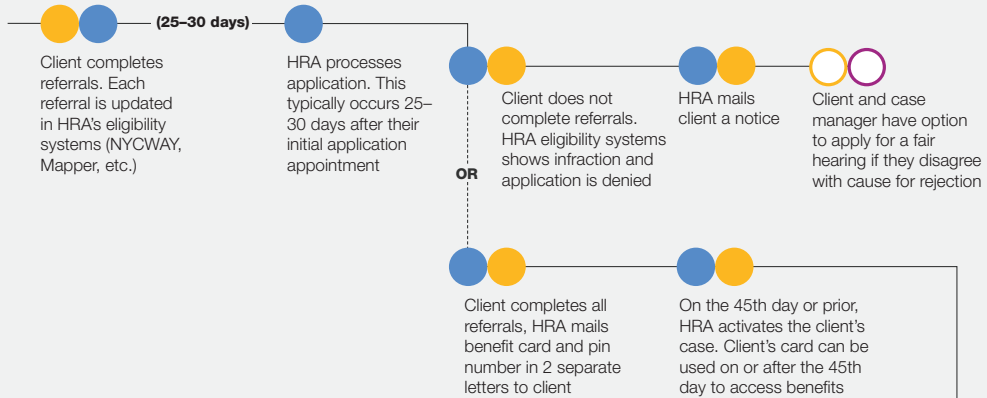 (25–30 days)
Client completes
referrals. Each
referral is updated
in HRA’s eligibility
systems (NYCWAY,
Mapper, etc.)
HRA processes
application. This
typically occurs 25–
30 days after their
initial application
appointment
OR
Client does not
complete referrals.
HRA eligibility systems
shows infraction and
application is denied
HRA mails
client a notice
Client and case
manager have option
to apply for a fair
hearing if they disagree
with cause for rejection
Client completes all
referrals, HRA mails
benefit card and pin
number in 2 separate
letters to client
On the 45th day or prior,
HRA activates the client’s
case. Client’s card can be
used on or after the 45th
day to access benefits